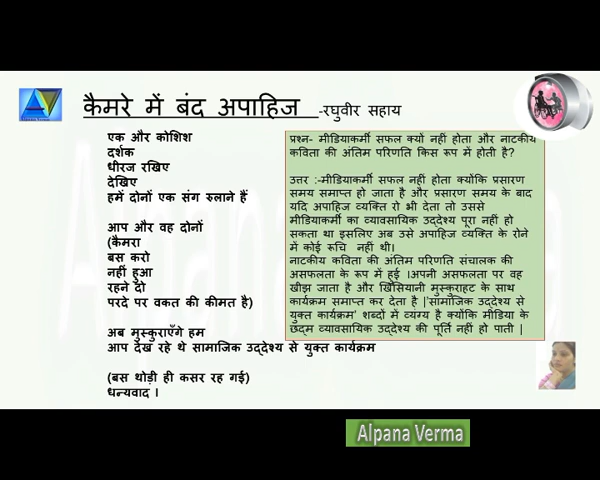 कैमरे में बंद अपाहिज -रघुवीर सहाय
एक और कोशिश
दर्शक
धीरज रखिए
देखिए
हमें दोनों एक संग रुलाने हैं
आप और वह दोनों
(कैमरा
बस करो
नहीं हुआ
रहने दो
परदे पर वकत की कीमत है)
अब मुस्कुराएँगे हम
आप देख रहे थे सामाजिक उद्देश्य से युक्त कार्यक्रम
(बस थोड़ी ही कसर रह गई)
धन्यवाद ।
प्रश्न- मीडियाकर्मी सफल क्यों नहीं होता और नाटकीय
कविता की अंतिम परिणति किस रूप में होती है?
उत्तर :-मीडियाकर्मी सफल नहीं होता क्योंकि प्रसारण
समय समाप्त हो जाता है और प्रसारण समय के बाद
यदि अपाहिज व्यक्ति रो भी देता तो उससे
मीडियाकर्मी का व्यावसायिक उद्देश्य पूरा नहीं हो
सकता था इसलिए अब उसे अपाहिज व्यक्ति के रोने
में कोई रूचि नहीं थी।
नाटकीय कविता की अंतिम परिणति संचालक की
असफलता के रूप में हुई ।अपनी असफलता पर वह
खीझ जाता है और खिसियानी मुस्कुराहट के साथ
कार्यक्रम समाप्त कर देता है |'सामाजिक उद्देश्य से
युक्त कार्यक्रम' शब्दों में व्यंग्य है क्योंकि मीडिया के
छद्म व्यावसायिक उद्देश्य की पूर्ति नहीं हो पाती |
Alpana Verma